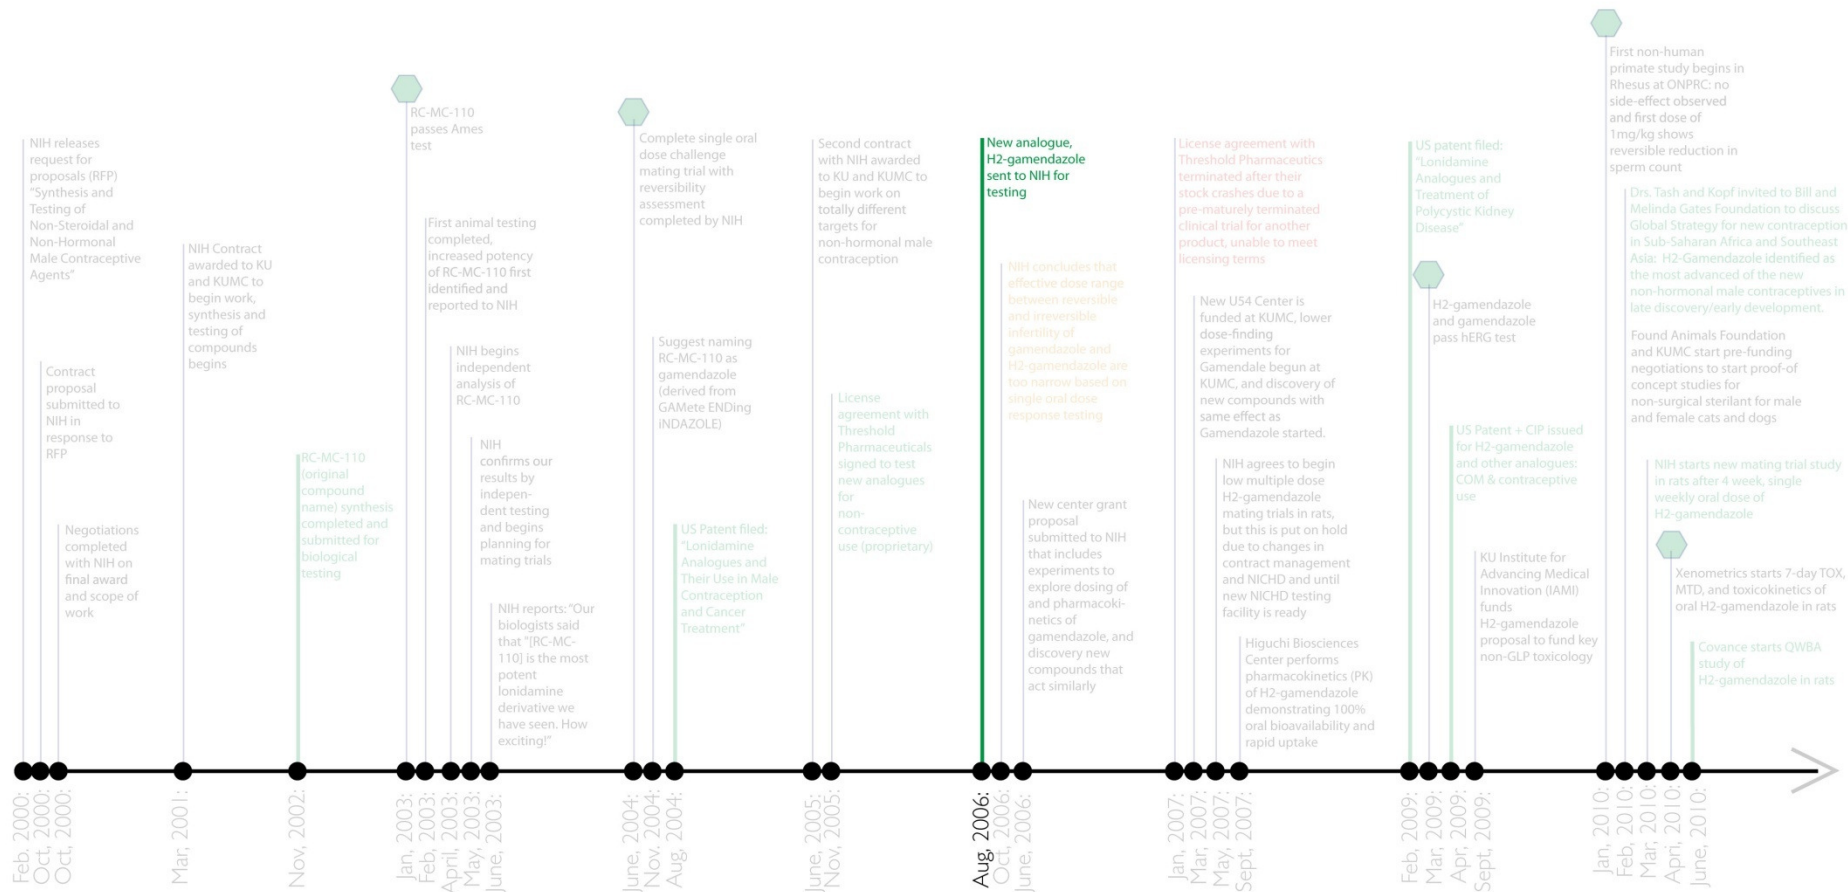 NIH releases
request for
proposals (RFP)
"Synthesis and
Testing of
Non-Steroidal and
Non-Hormonal
Male Contraceptive
Agents"
Contract
proposal
submitted to
NIH in
response to
RFP
Negotiations
completed
with NIH on
final award
and scope of
work
NIH Contract
awarded to KU
and KUMC to
begin work,
synthesis and
testing of
compounds
begins
RC-MC-110
(original
compound
name) synthesis
completed and
submitted for
biological
testing
RC-MC-110
passes Ames
test
First animal testing
completed,
increased potency
of RC-MC-110 first
identified and
reported to NIH
NIH begins
independent
analysis of
RC-MC-110
NIH
confirms our
results by
indepen-
dent testing
and begins
planning for
mating trials
NIH reports: "Our
biologists said
that "[RC-MC-
110] is the most
potent
lonidamine
derivative we
have seen. How
exciting!"
Complete single oral
dose challenge
mating trial with
reversibility
assessment
completed by NIH
Suggest naming
RC-MC-110 as
gamendazole
(derived from
GAMete ENDing
iNDAZOLE)
US Patent filed:
"Lonidamine
Analogues and
Their Use in Male
Contraception
and Cancer
Treatment"
Second contract
with NIH awarded
to KU and KUMC to
begin work on
totally different
targets for
non-hormonal male
contraception
License
agreement with
Threshold
Pharmaceuticals
signed to test
new analogues
for
non-
contraceptive
use (proprietary)
New analogue,
H2-gamendazole
sent to NIH for
testing
NIH concludes that
effective dose range
between reversible
and irreversible
infertility of
gamendazole and
H2-gamendazole are
too narrow based on
single oral dose
response testing
New center grant
proposal
submitted to NIH
that includes
experiments to
explore dosing of
and pharmacoki-
netics of
gamendazole, and
discovery new
compounds that
act similarly
License agreement with
Threshold Pharmaceutics
terminated after their
stock crashes due to a
pre-maturely terminated
clinical trial for another
product, unable to meet
licensing terms
New U54 Center is
funded at KUMC, lower
dose-finding
experiments for
Gamendale begun at
KUMC, and discovery of
new compounds with
same effect as
Gamendazole started.
NIH agrees to begin
low multiple dose
H2-gamendazole
mating trials in rats,
but this is put on hold
due to changes in
contract management
and NICHD and until
new NICHD testing
facility is ready
Higuchi Biosciences
Center performs
pharmacokinetics (PK)
of H2-gamendazole
demonstrating 100%
oral bioavailability and
rapid uptake
US patent filed:
"Lonidamine
Analogues and
Treatment of
Polycystic Kidney
Disease"
H2-gamendazole
and gamendazole
pass hERG test
US Patent + CIP issued
for H2-gamendazole
and other analogues:
COM & contraceptive
use
KU Institute for
Advancing Medical
Innovation (IAMI)
funds
H2-gamendazole
proposal to fund key
non-GLP toxicology
First non-human
primate study begins in
Rhesus at ONPRC: no
side-effect observed
and first dose of
1mg/kg shows
reversible reduction in
sperm count
Drs. Tash and Kopf invited to Bill and
Melinda Gates Foundation to discuss
Global Strategy for new contraception
in Sub-Saharan Africa and Southeast
Asia: H2-Gamendazole identified as
the most advanced of the new
non-hormonal male contraceptives in
late discovery/early development.
Found Animals Foundation
and KUMC start pre-funding
negotiations to start proof-of
concept studies for
non-surgical sterilant for male
and female cats and dogs
NIH starts new mating trial study
in rats after 4 week, single
weekly oral dose of
H2-gamendazole
Xenometrics starts 7-day TOX,
MTD, and toxicokinetics of
oral H2-gamendazole in rats
Covance starts QWBA
study of
H2-gamendazole in rats
Feb. 2000:
Oct, 2000:
Oct, 2000:
Mar, 2001:
Nov, 2002:
Jan, 2003:
Feb, 2003:
April, 2003:
May, 2003:
June, 2003:
June, 2004:
Nov, 2004:
Aug, 2004:
June, 2005:
Nov, 2005:
Aug, 2006:
Oct, 2006:
June, 2006:
Jan, 2007:
Mar, 2007:
May, 2007:
Sept, 2007:
Feb, 2009:
Mar, 2009:
Apr, 2009:
Sept, 2009:
Jan, 2010:
Feb, 2010:
Mar, 2010:
Apri, 2010:
June, 2010: